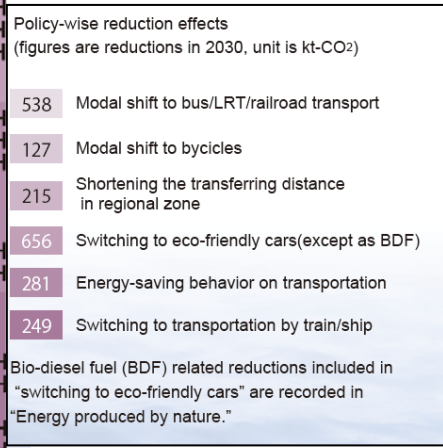 Policy-wise reduction effects
(figures are reductions in 2030, unit is kt-CO2)
538 Modal shift to bus/LRT/railroad transport
127 Modal shift to bycicles
215 Shortening the transferring distance
in regional zone
656 Switching to eco-friendly cars(except as BDF)
281 Energy-saving behavior on transportation
249 Switching to transportation by train/ship
Bio-diesel fuel (BDF) related reductions included in
“switching to eco-friendly cars” are recorded in
“Energy produced by nature.”